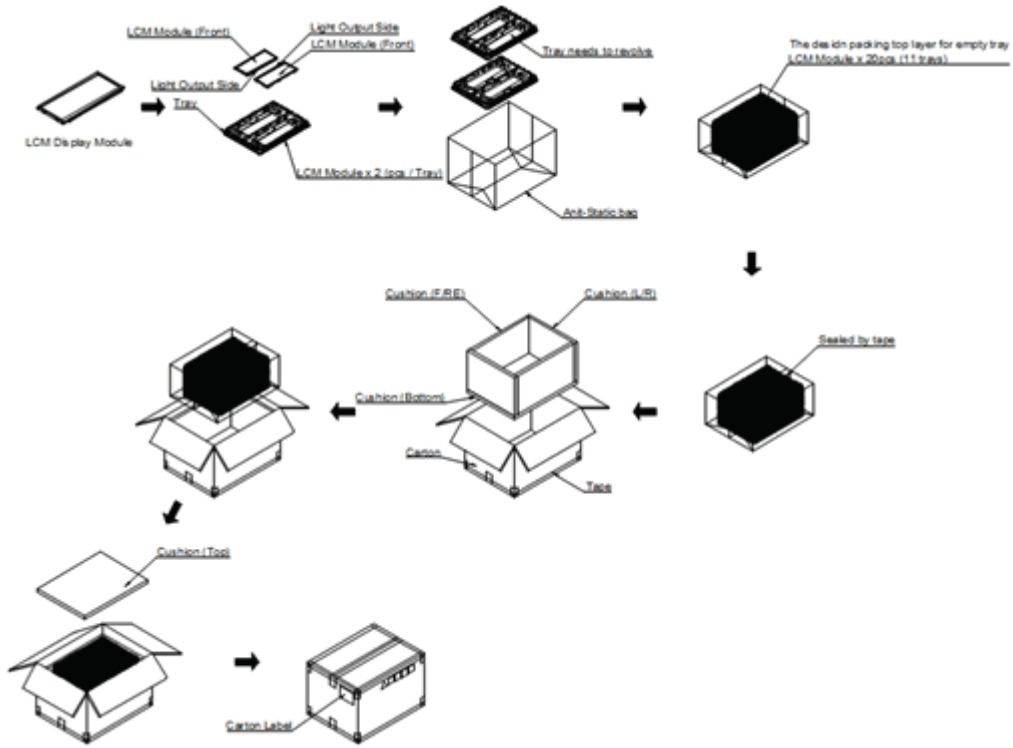 LCM Display Module
LCM Module (Front)
Light Output Side
LCM Module (Front)
Light Output Side
Tray
LCM Module x 2 (pcs / Tray)
Tray needs to revolve
Anit-Static bag
The desidn packing top layer for empty tray
LCM Module x 20pcs (11 trays)
Sealed by tape
Cushion (F/RE)
Cushion (L/R)
Cushion (Bottom)
Carton
Tape
Cushion (Top)
Carton Label